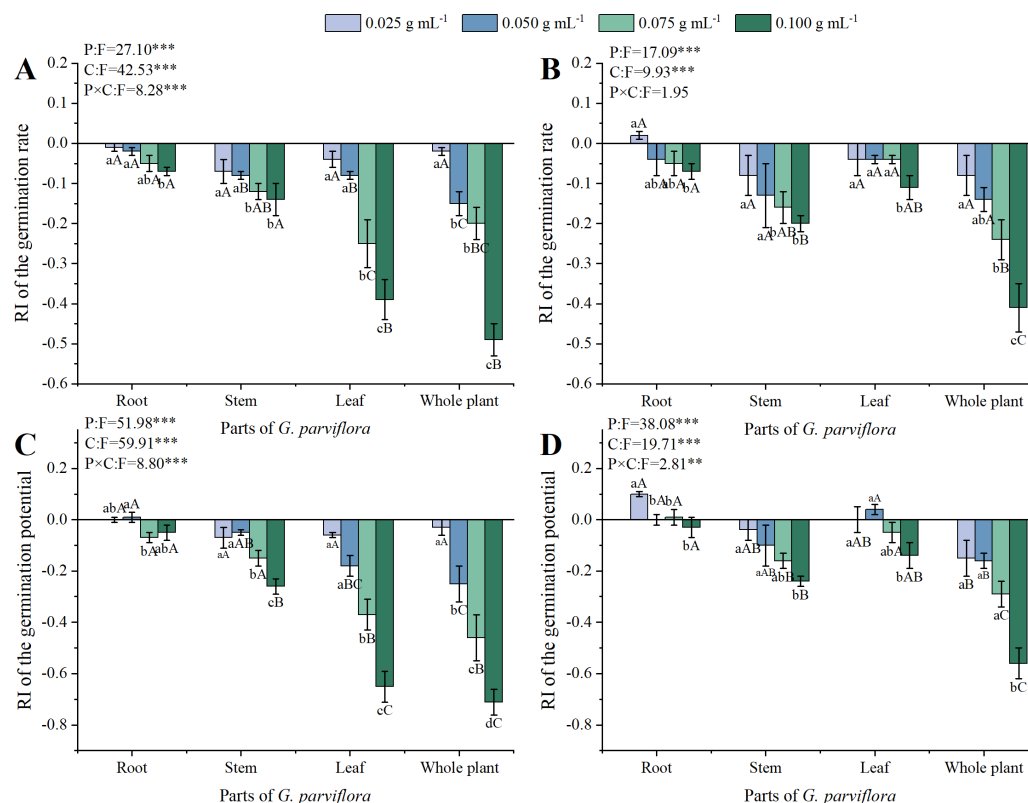 0.025 g mL⁻¹ 0.050 g mL⁻¹ 0.075 g mL⁻¹ 0.100 g mL⁻¹
A
P:F=27.10***
C:F=42.53***
P×C:F=8.28***
RI of the germination rate
0.2
0.1
0.0
-0.1
-0.2
-0.3
-0.4
-0.5
-0.6
aA aA abA bA
aA aB bAB bA
aA aB bC cB
aA bC bBC cB
Root Stem Leaf Whole plant
Parts of G. parviflora
B
P:F=17.09***
C:F=9.93***
P×C:F=1.95
RI of the germination rate
0.2
0.1
0.0
-0.1
-0.2
-0.3
-0.4
-0.5
-0.6
aA abA abA bA
aA aA bAB bB
aA aA aA bAB
aA abA bB cC
Root Stem Leaf Whole plant
Parts of G. parviflora
C
P:F=51.98***
C:F=59.91***
P×C:F=8.80***
RI of the germination potential
0.2
0.0
-0.2
-0.4
-0.6
-0.8
abA aA bA abA
aA aAB bA cB
aA aBC bB cC
aA bC cB dC
Root Stem Leaf Whole plant
Parts of G. parviflora
D
P:F=38.08***
C:F=19.71***
P×C:F=2.81**
RI of the germination potential
0.2
0.0
-0.2
-0.4
-0.6
-0.8
aA bA bA bA
aAB aAB abB bB
aAB aA abA bAB
aB aB aC bC
Root Stem Leaf Whole plant
Parts of G. parviflora